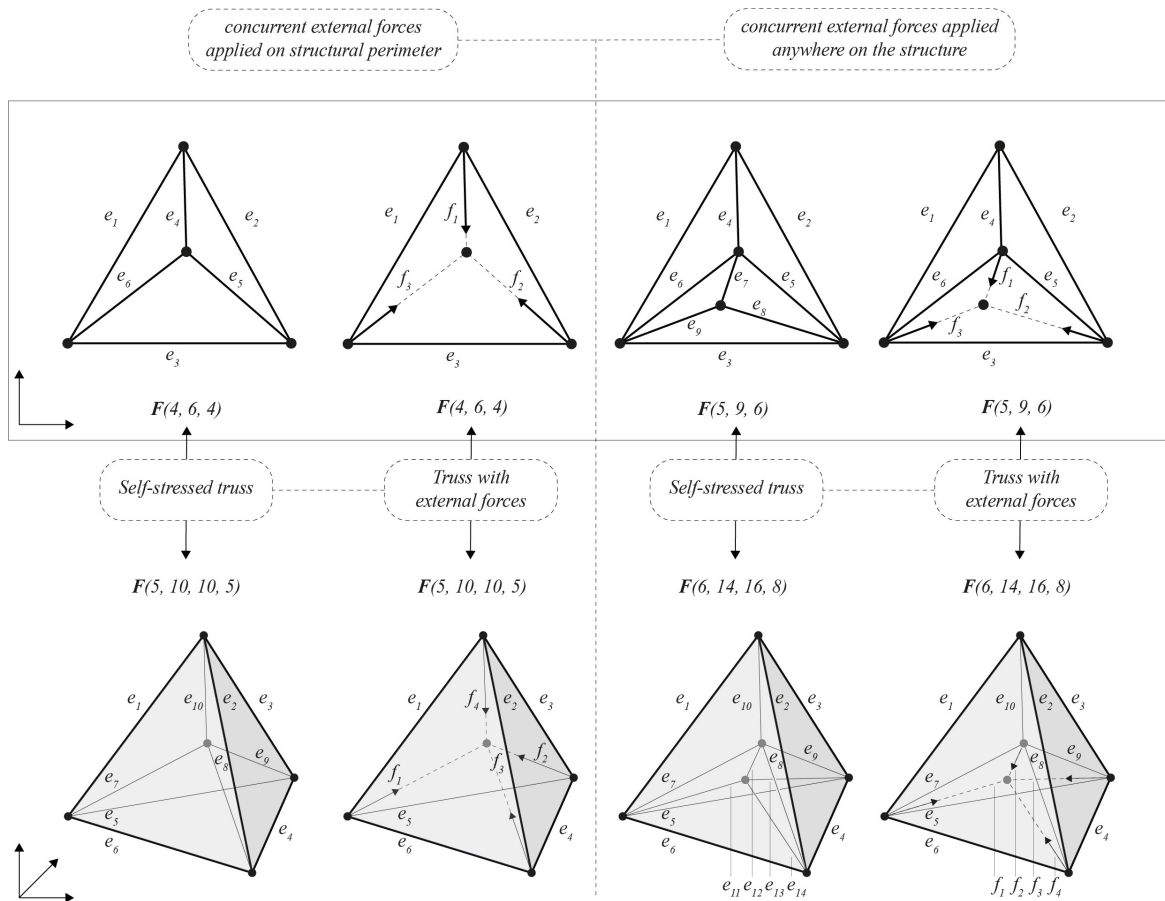 concurrent external forces
applied on structural perimeter
concurrent external forces applied
anywhere on the structure
e₁
e₂
e₄
e₆
e₅
e₃
e₁
f₁
e₂
f₃
f₂
e₃
e₁
e₂
e₄
e₆
e₇
e₅
e₈
e₉
e₃
e₁
e₂
e₄
e₆
f₁
e₅
f₂
f₃
e₃
F(4, 6, 4)
F(4, 6, 4)
F(5, 9, 6)
F(5, 9, 6)
Self-stressed truss
Truss with
external forces
Self-stressed truss
Truss with
external forces
F(5, 10, 10, 5)
F(5, 10, 10, 5)
F(6, 14, 16, 8)
F(6, 14, 16, 8)
e₁
e₁₀
e₂
e₃
e₇
e₈
e₉
e₅
e₆
e₄
e₁
f₄
e₂
e₃
f₁
f₃
f₂
e₅
e₆
e₄
e₁
e₁₀
e₂
e₃
e₇
e₈
e₉
e₅
e₆
e₄
e₁₁ e₁₂ e₁₃ e₁₄
e₁
e₁₀
e₂
e₃
e₇
e₈
e₉
e₅
e₆
e₄
f₁ f₂ f₃ f₄